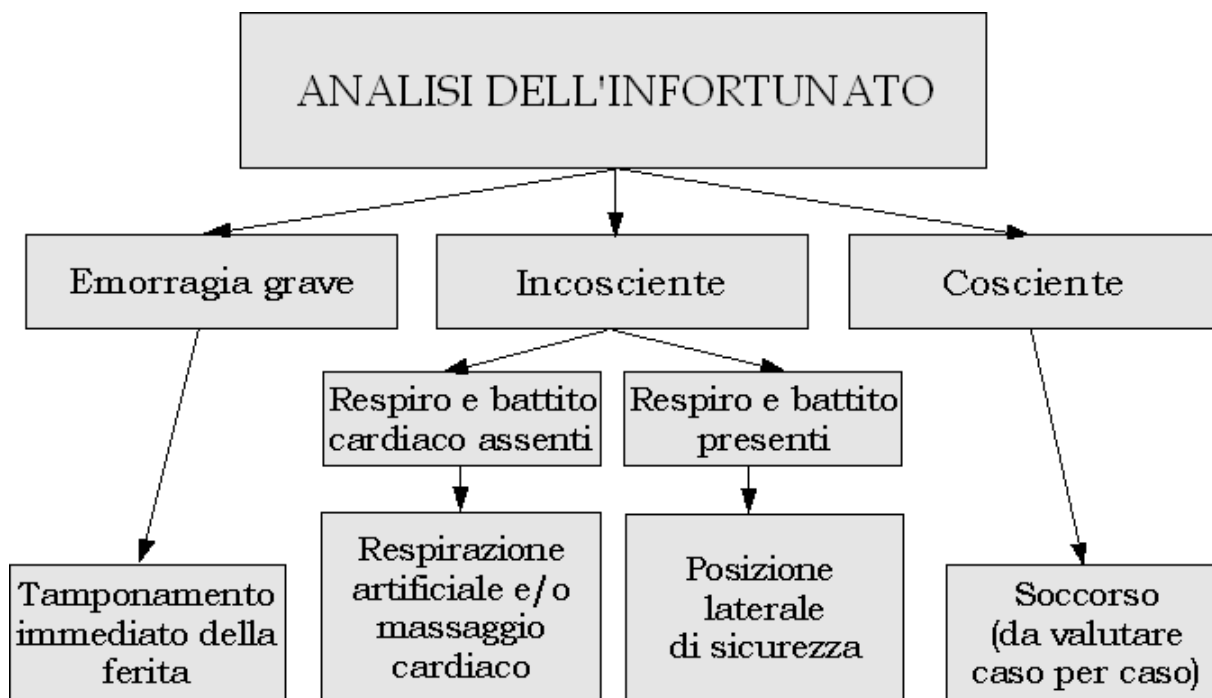 ANALISI DELL'INFORTUNATO
Emorragia grave
Incosciente
Cosciente
Respiro e battito
cardiaco assenti
Respiro e battito
presenti
Tamponamento
immediato della
ferita
Respirazione
artificiale e/o
massaggio
cardiaco
Posizione
laterale
di sicurezza
Soccorso
(da valutare
caso per caso)